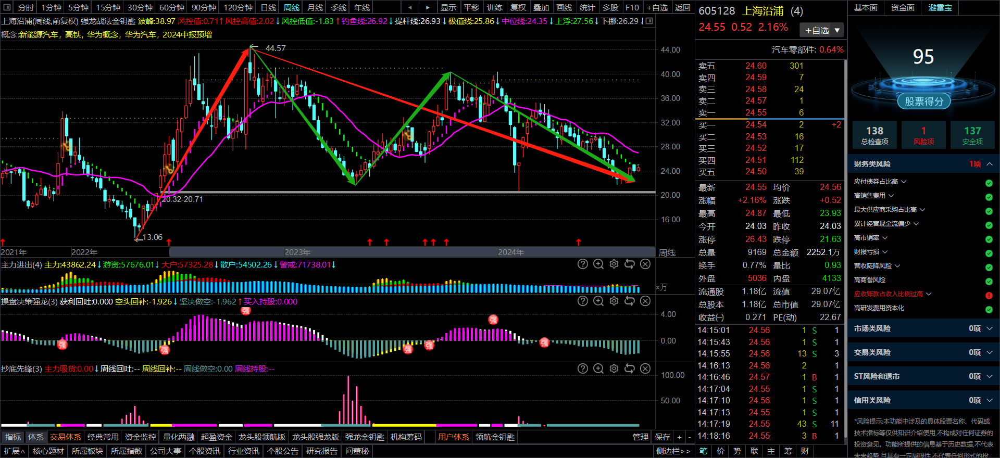 分时 1分钟 5分钟 15分钟 30分钟 60分钟 90分钟 120分钟 日线 周线 月线 季线 年线 显示 平移 训练 复权 叠加 画线 统计 多股 F10 +自选 返回
上海沿浦(周线,前复权) 强龙战法金钥匙 波峰:38.97 风控值:0.71↑ 风控高值:2.02↓ 风控低值:-1.83↑ 钓鱼线:26.92↓ 提杆线:26.93↓ 极值线:25.86↓ 中位线:24.35↓ 上浮:27.56↓ 下挪:26.29↓
概念:新能源汽车，高铁，华为概念，华为汽车，2024中报预增
44.57
20.32-20.71
13.06
44.00
40.00
36.00
32.00
28.00
24.00
20.00
16.00
2021年 2022年 2023年 2024年 周线
主力进出(4) 主力:43862.24↓ 游资:57676.01↓ 大户:57325.28↓ 散户:54502.26↓ 警戒:71738.01↓
×万
操盘决策强龙(3) 获利回吐:0.000 空头回补:-1.926↓ 坚决做空:-1.962↑ 买入持股:0.000
强 强 强 强 强 强 强
4.00
0.00
抄底先锋(3) 主力吸货:0.00↓ 周线回吐:-- 周线回补:-- 周线做空:0.00 周线持股:--
100.00
50.00
指标 体系 交易体系 经典常用 资金监控 量化两融 超盈资金 龙头股领航版 龙头股强龙版 强龙金钥匙 机构筹码 用户体系 领航金钥匙 管理 保存 + -
扩展∧ 核心题材 所属板块 所属指数 公司大事 个股资讯 行业资讯 个股公告 研究报告 问董秘 侧边栏>>
605128 上海沿浦 (4)
24.55 0.52 2.16% +自选 ▼
汽车零部件: 0.64%
卖五 24.60 301
卖四 24.59 7
卖三 24.58 24
卖二 24.57 1
卖一 24.55 6
买一 24.54 2 +2
买二 24.53 16
买三 24.52 17
买四 24.51 112
买五 24.50 39
最新 24.55 均价 24.56
涨幅 +2.16% 涨跌 +0.52
最高 24.87 最低 23.93
今开 24.03 昨收 24.03
涨停 26.43 跌停 21.63
总量 9169 总金额 2252.1万
换手 0.77% 量比 0.93
外盘 5036 内盘 4133
流通股 1.18亿 流值 29.07亿
总股本 1.18亿 总市值 29.07亿
收益(一) 0.271 PE(动) 22.67
14:15:01 24.56 1 S 1
14:15:43 24.56 1 S 1
14:15:55 24.56 13 S 3
14:16:13 24.56 2
14:16:46 24.57 1 B 1
14:17:04 24.55 1 S 1
14:17:10 24.56 1 S 1
14:17:13 24.55 1 S 1
14:17:19 24.55 43 S 11
14:18:16 24.55 3 B 1
笔 价 势 联 主 筹 财
基本面 资金面 避雷宝
95
股票得分
138 1 137
总检查项 风险项 安全项
财务类风险 1项
应付债券占比高
高销售费用
最大供应商采购占比高
累计经营现金流偏少
高市销率
财报亏损
营收陡降风险
高商誉风险
应收账款占收入比例过高
高研发费用资本化
市场类风险 0项
交易类风险 0项
ST风险和退市 0项
信用类风险 0项
*风险提示:本功能中涉及的具体股票名称、代码或
技术指标等仅供知识介绍使用,不构成对任何证券的
投资意见。功能所提供的信息基于历史数据,不代表
未来趋势,且具有一定局限性,不代表任何形式的投